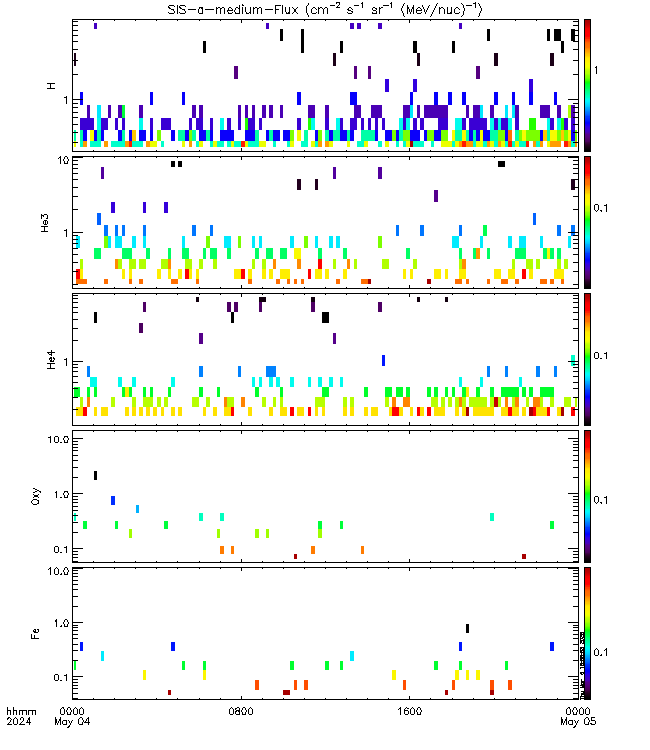 SIS-a-medium-Flux (cm⁻² s⁻¹ sr⁻¹ (MeV/nuc)⁻¹)
H
1
1
He3
10
1
0.1
He4
1
0.1
Oxy
10.0
1.0
0.1
0.1
Fe
10.0
1.0
0.1
0.1
hhmm 0000 0800 1600 0000
2024 May 04 May 05